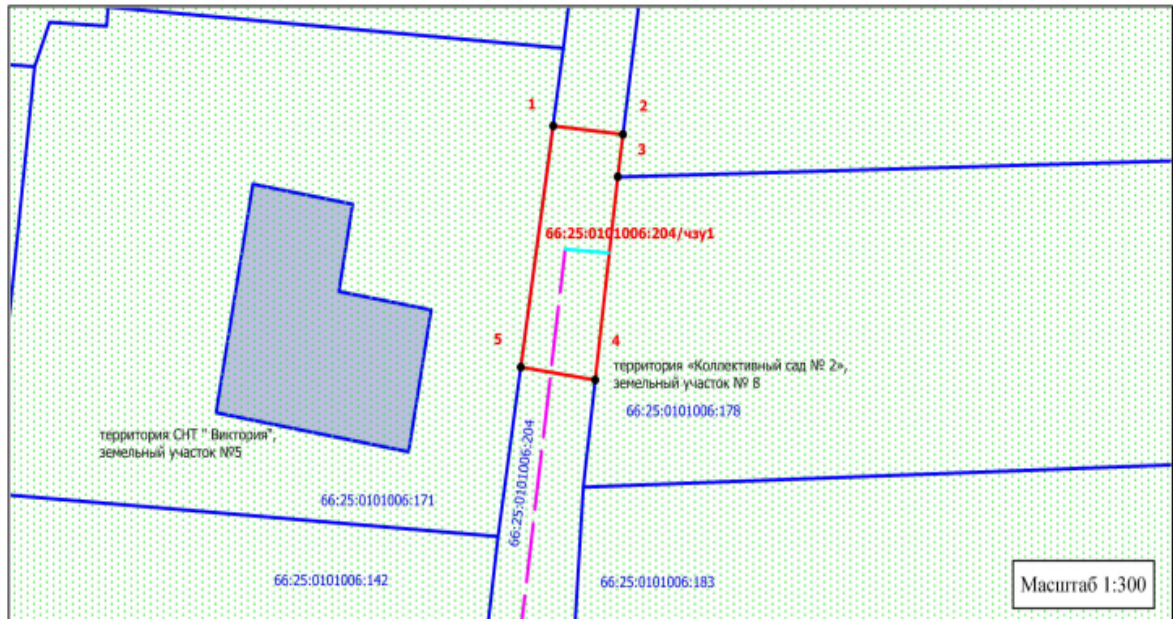 1
2
3
66:25:0101006:204/чзу1
5
4
территория «Коллективный сад № 2»,
земельный участок № 8
66:25:0101006:178
территория СНТ " Виктория",
земельный участок №5
66:25:0101006:204
66:25:0101006:171
66:25:0101006:142
66:25:0101006:183
Масштаб 1:300